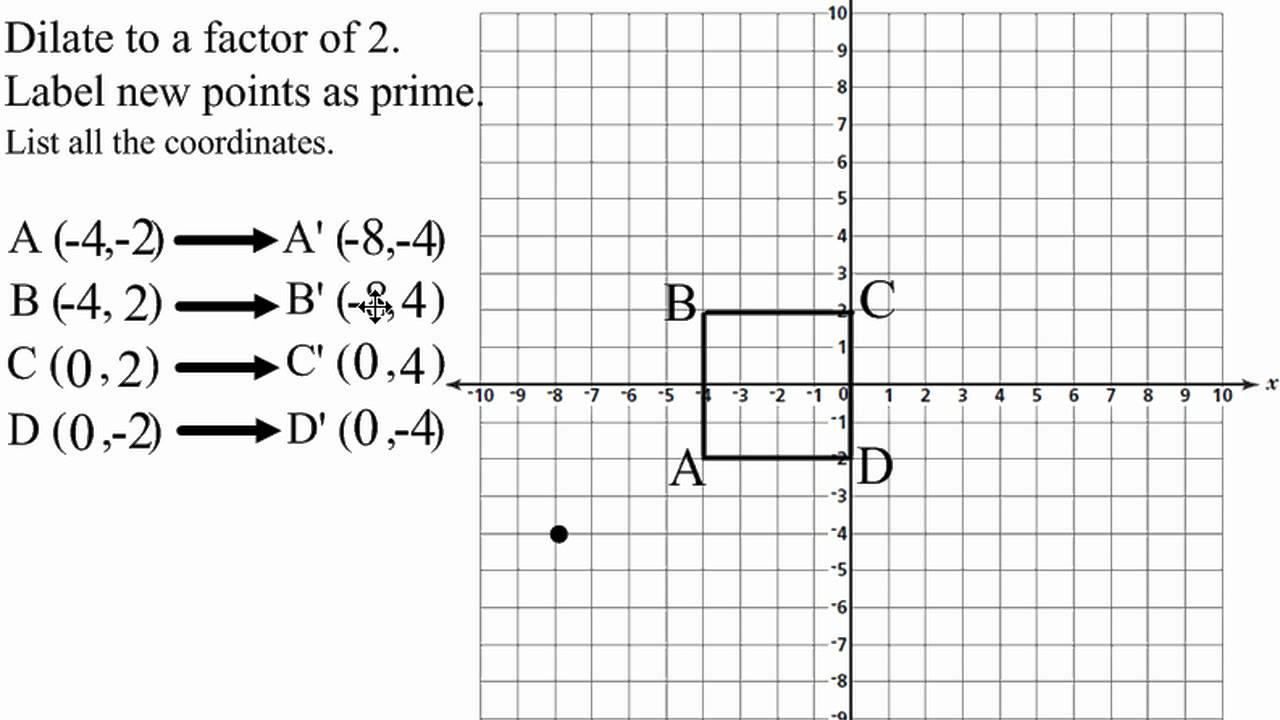 Dilate to a factor of 2.
Label new points as prime.
List all the coordinates.
A (-4,-2) A' (-8,-4)
B (-4, 2) B' (-8,4)
C (0,2) C' (0,4)
D (0,-2) D' (0,-4)
10
9
8
7
6
5
4
3
B 2 C
1
-10 -9 -8 -7 -6 -5 -4 -3 -2 -1 0 1 2 3 4 5 6 7 8 9 10 x
-1
A -2 D
-3
-4
-5
-6
-7
-8
-9